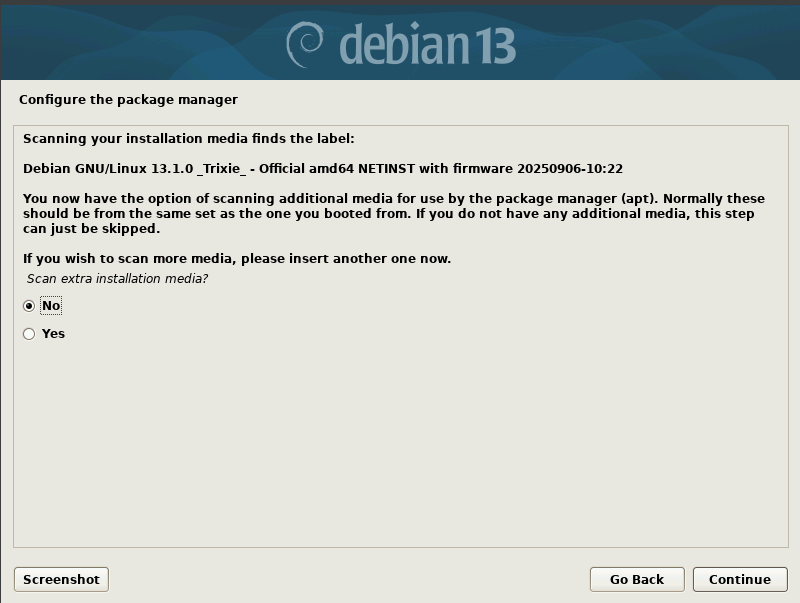 debian 13
Configure the package manager
Scanning your installation media finds the label:
Debian GNU/Linux 13.1.0 _Trixie_ - Official amd64 NETINST with firmware 20250906-10:22
You now have the option of scanning additional media for use by the package manager (apt). Normally these
should be from the same set as the one you booted from. If you do not have any additional media, this step
can just be skipped.
If you wish to scan more media, please insert another one now.
Scan extra installation media?
No
Yes
Screenshot
Go Back
Continue